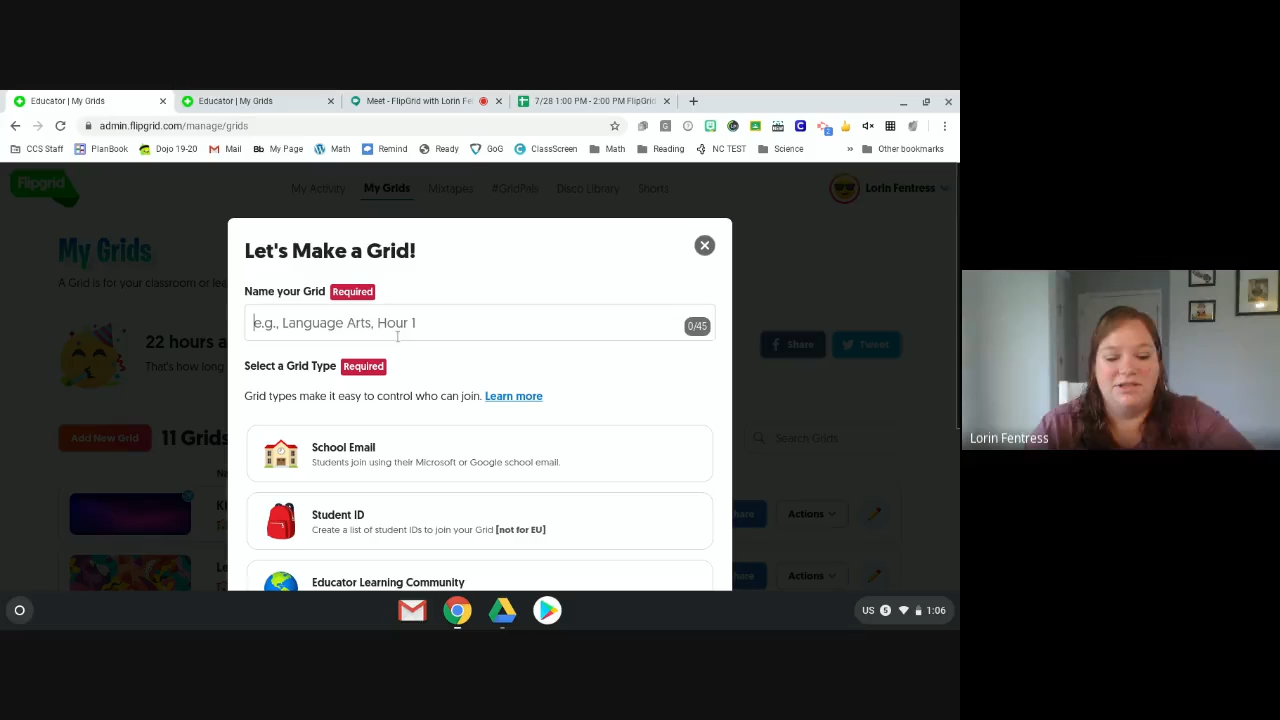 Educator | My Grids
Educator | My Grids
Meet - FlipGrid with Lorin Fe
7/28 1:00 PM - 2:00 PM FlipGrid
admin.flipgrid.com/manage/grids
CCS Staff PlanBook Dojo 19-20 Mail Bb My Page Math Remind Ready GoG ClassScreen Math Reading NC TEST Science » Other bookmarks
Flipgrid
My Activity My Grids Mixtapes #GridPals Disco Library Shorts Lorin Fentress
My Grids
A Grid is for your classroom or lea
22 hours a
That's how long
Share Tweet
Add New Grid 11 Grids
Search Grids
Let's Make a Grid!
Name your Grid Required
e.g., Language Arts, Hour 1
0/45
Select a Grid Type Required
Grid types make it easy to control who can join. Learn more
School Email
Students join using their Microsoft or Google school email.
Student ID
Create a list of student IDs to join your Grid [not for EU]
Educator Learning Community
Actions
Actions
Lorin Fentress
US 5 1:06